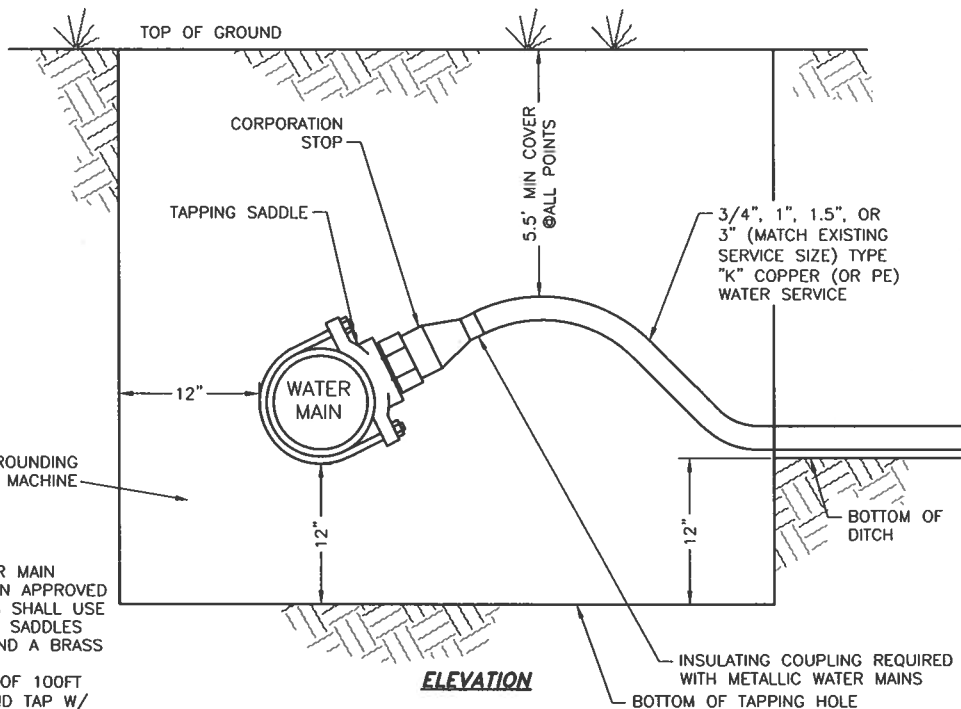 TOP OF GROUND
CORPORATION
STOP
TAPPING SADDLE
5.5' MIN COVER
@ALL POINTS
3/4", 1", 1.5", OR
3" (MATCH EXISTING
SERVICE SIZE) TYPE
"K" COPPER (OR PE)
WATER SERVICE
12"
WATER
MAIN
ROUNDING
MACHINE
12"
12"
BOTTOM OF
DITCH
R MAIN
N APPROVED
SHALL USE
SADDLES
ND A BRASS
OF 100FT
D TAP W/
ELEVATION
INSULATING COUPLING REQUIRED
WITH METALLIC WATER MAINS
BOTTOM OF TAPPING HOLE